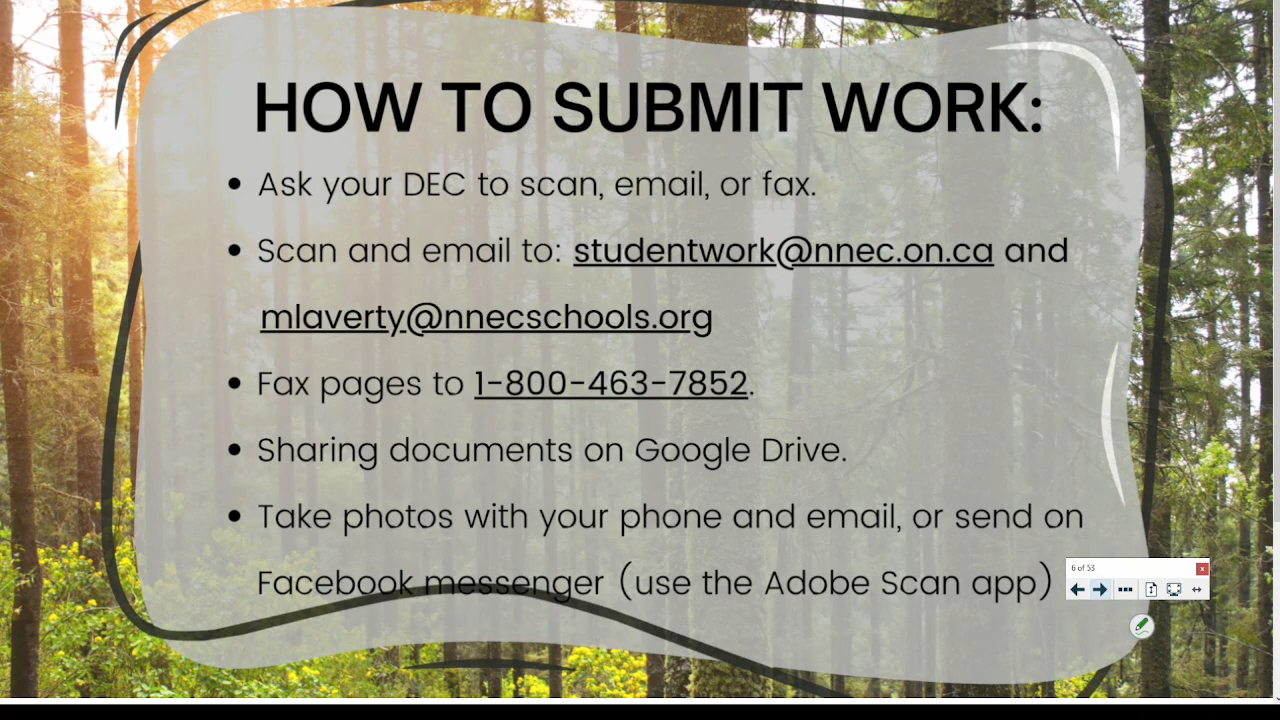 HOW TO SUBMIT WORK:
• Ask your DEC to scan, email, or fax.
• Scan and email to: studentwork@nnec.on.ca and
mlaverty@nnecschools.org
• Fax pages to 1-800-463-7852.
• Sharing documents on Google Drive.
• Take photos with your phone and email, or send on
Facebook messenger (use the Adobe Scan app)
6 of 53